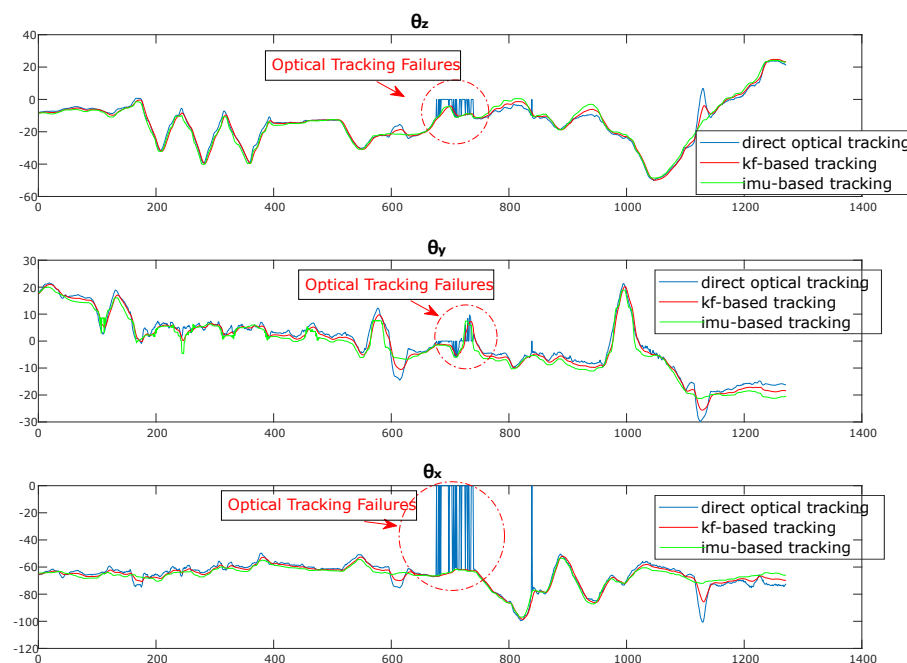 θz
40
20
0
-20
-40
-60
Optical Tracking Failures
direct optical tracking
kf-based tracking
imu-based tracking
0 200 400 600 800 1000 1200 1400
θy
30
20
10
0
-10
-20
-30
Optical Tracking Failures
direct optical tracking
kf-based tracking
imu-based tracking
0 200 400 600 800 1000 1200 1400
θx
0
-20
-40
-60
-80
-100
-120
Optical Tracking Failures
direct optical tracking
kf-based tracking
imu-based tracking
0 200 400 600 800 1000 1200 1400